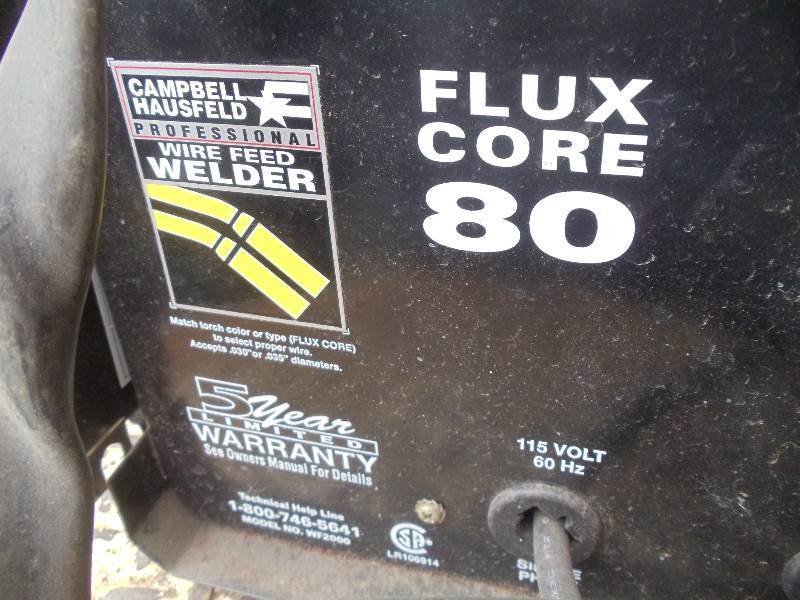 CAMPBELL
HAUSFELD
PROFESSIONAL
WIRE FEED
WELDER
Match torch color or type (FLUX CORE)
to select proper wire.
Accepts .030" or .035" diameters.
5 Year
LIMITED
WARRANTY
See Owners Manual For Details
Technical Help Line
1-800-746-5641
MODEL NO. WF2000
FLUX
CORE
80
115 VOLT
60 Hz
LR106914